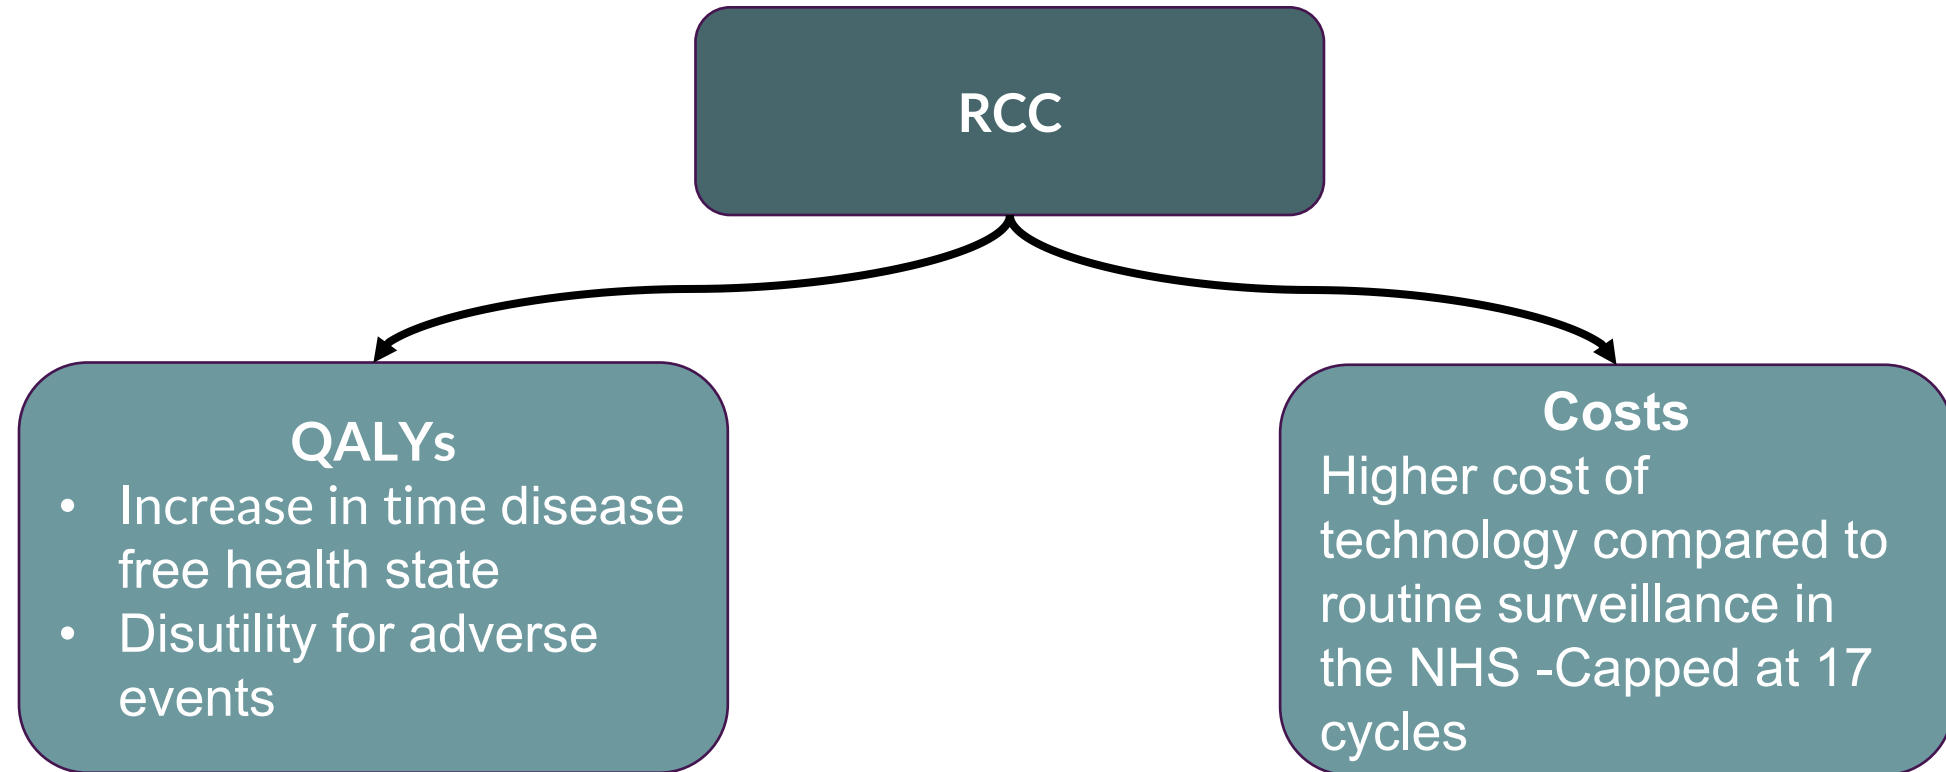 RCC
QALYs
• Increase in time disease
free health state
• Disutility for adverse
events
Costs
Higher cost of
technology compared to
routine surveillance in
the NHS -Capped at 17
cycles